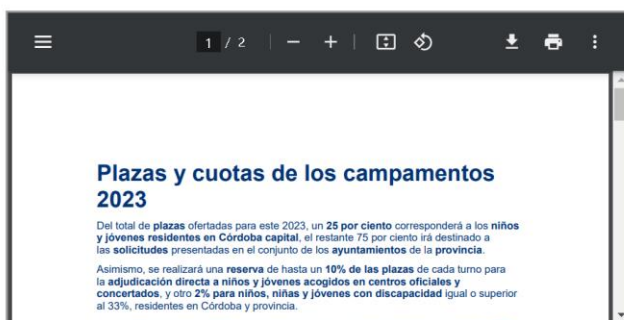 1 / 2
Plazas y cuotas de los campamentos
2023
Del total de plazas ofertadas para este 2023, un 25 por ciento corresponderá a los niños
y jóvenes residentes en Córdoba capital, el restante 75 por ciento irá destinado a
las solicitudes presentadas en el conjunto de los ayuntamientos de la provincia.
Asimismo, se realizará una reserva de hasta un 10% de las plazas de cada turno para
la adjudicación directa a niños y jóvenes acogidos en centros oficiales y
concertados, y otro 2% para niños, niñas y jóvenes con discapacidad igual o superior
al 33%, residentes en Córdoba y provincia.